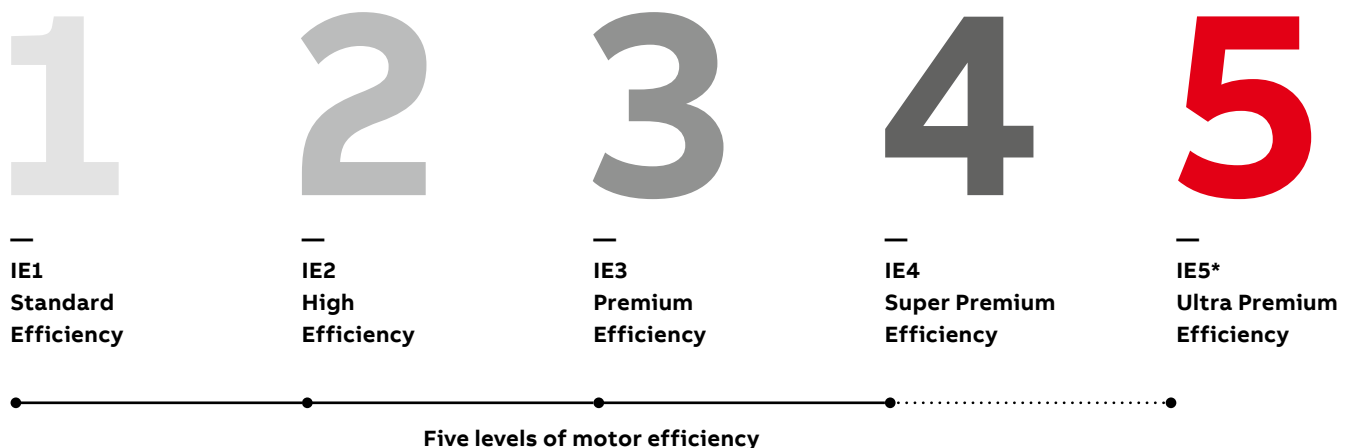 1 2 3 4 5
IE1
Standard
Efficiency
IE2
High
Efficiency
IE3
Premium
Efficiency
IE4
Super Premium
Efficiency
IE5*
Ultra Premium
Efficiency
Five levels of motor efficiency